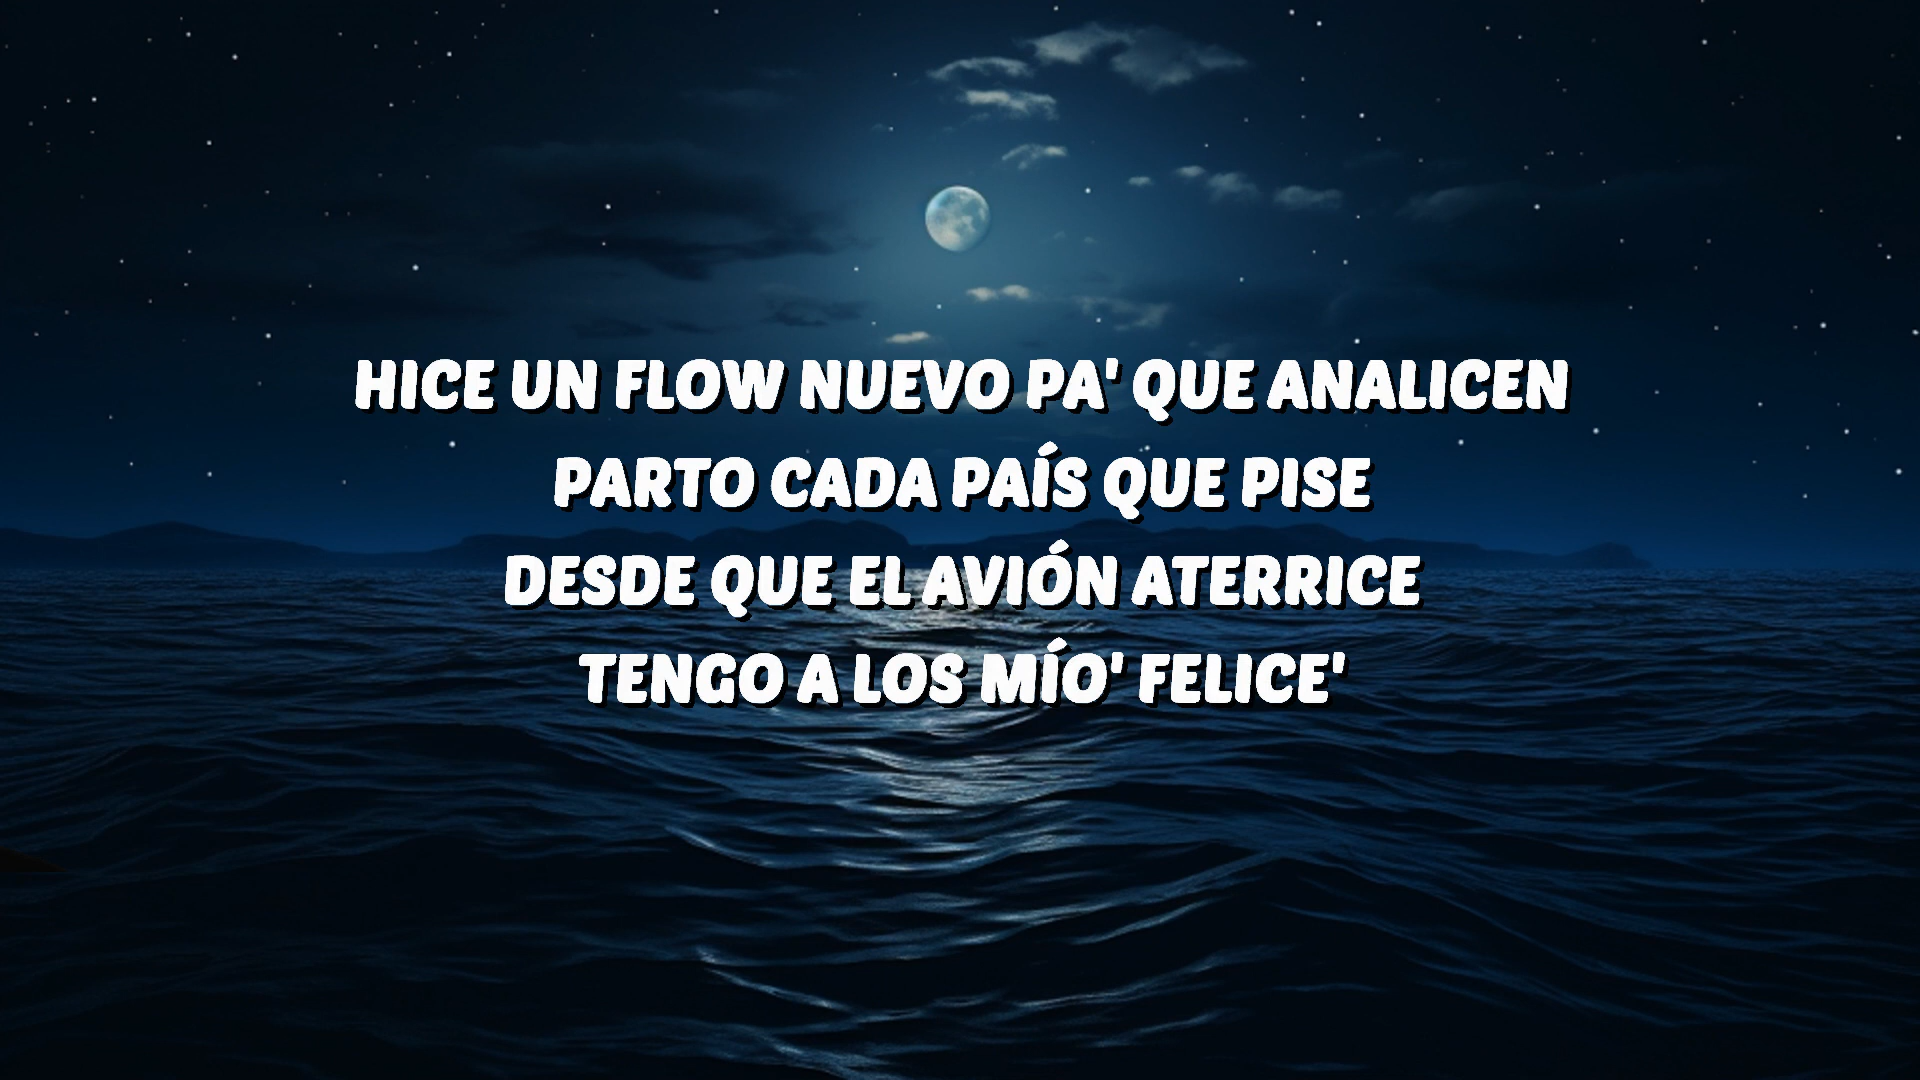 HICE UN FLOW NUEVO PA' QUE ANALICEN
PARTO CADA PAÍS QUE PISE
DESDE QUE EL AVIÓN ATERRICE
TENGO A LOS MÍO' FELICE'